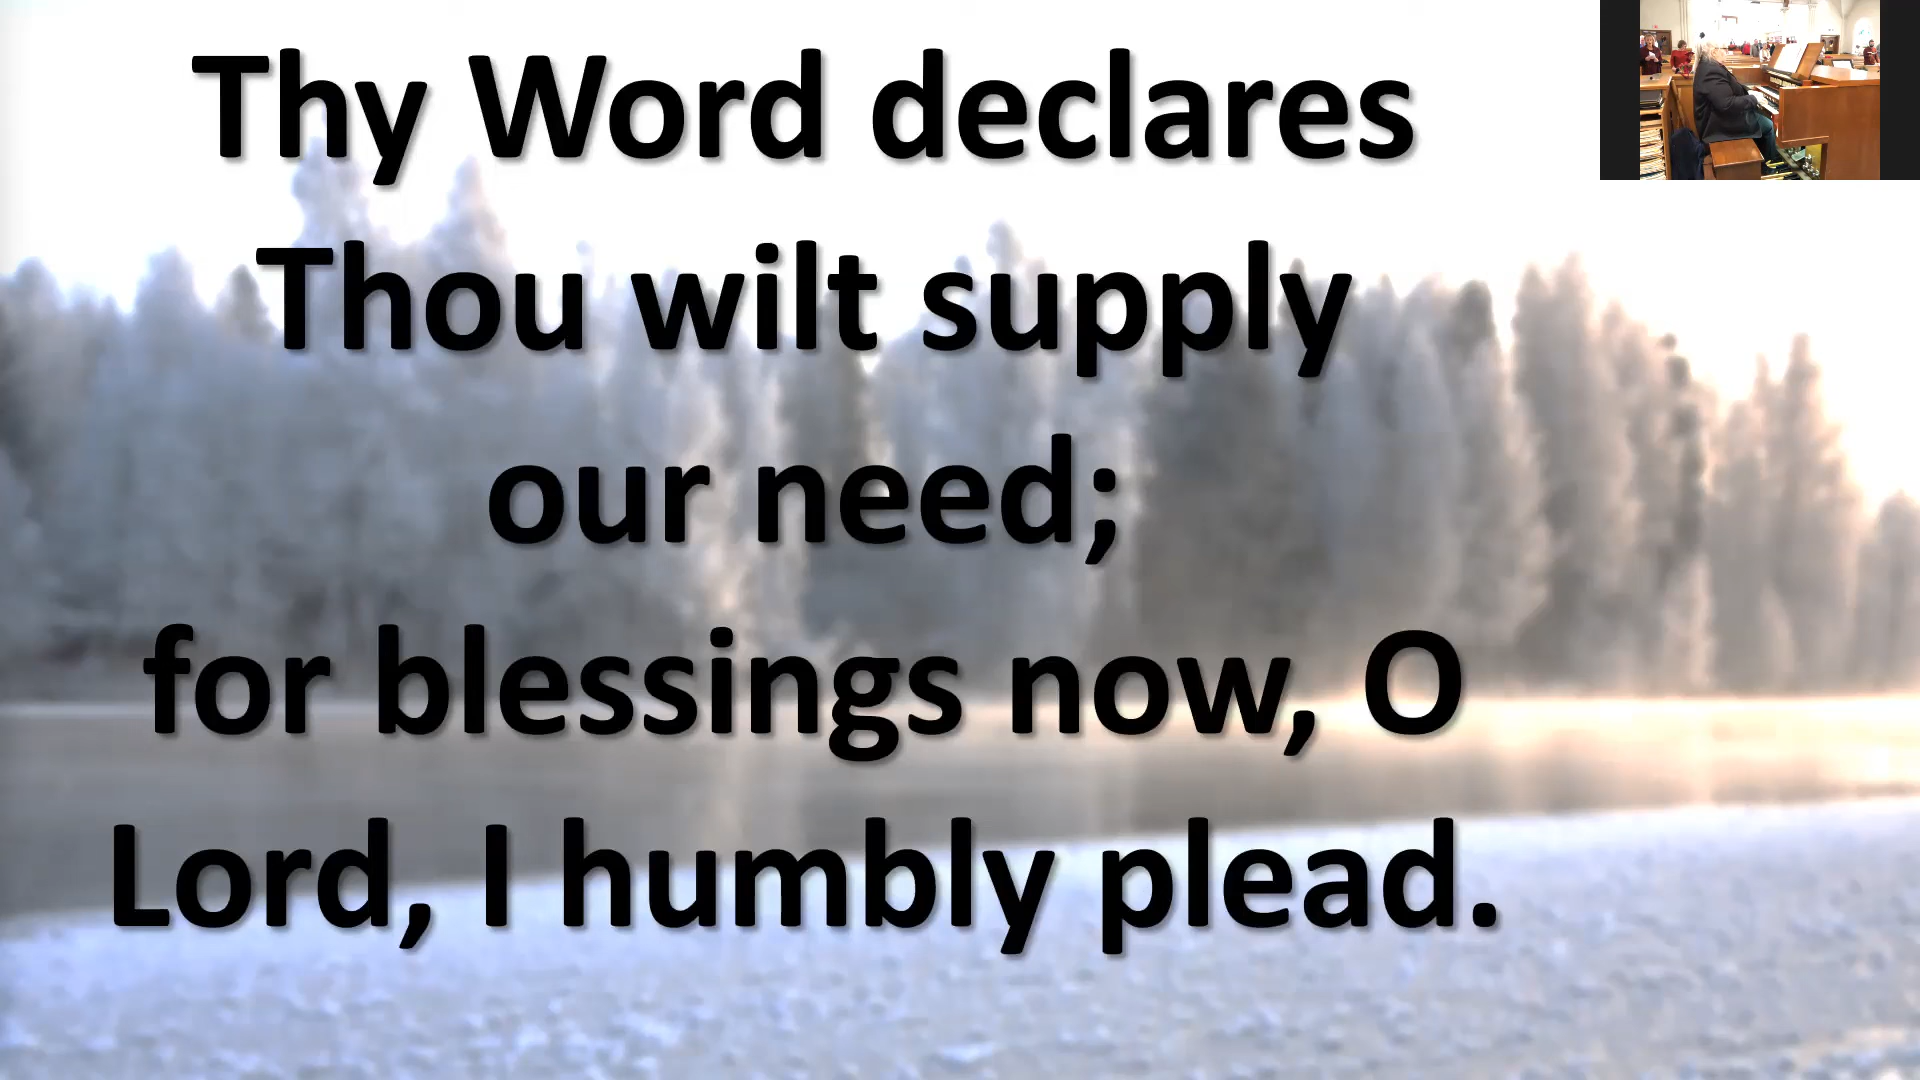 Thy Word declares
Thou wilt supply
our need;
for blessings now, O
Lord, I humbly plead.